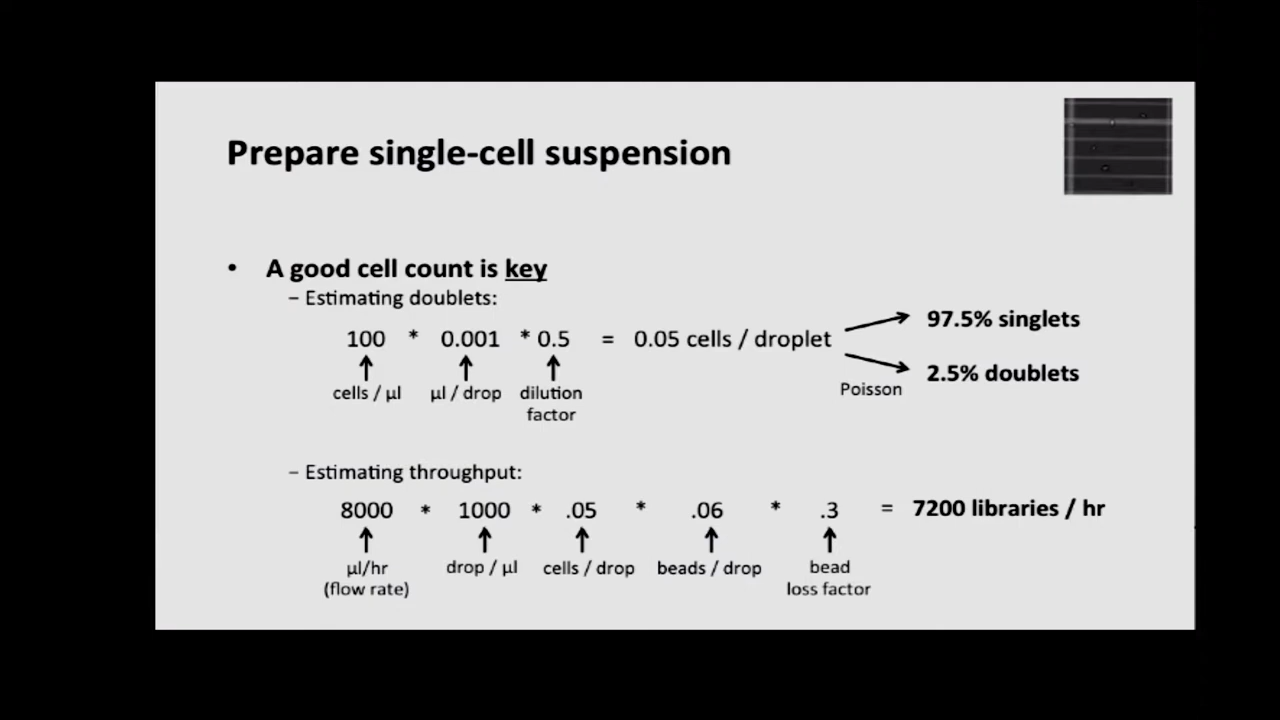 Prepare single-cell suspension
• A good cell count is key
– Estimating doublets:
100 * 0.001 * 0.5 = 0.05 cells / droplet
97.5% singlets
2.5% doublets
Poisson
cells / µl µl / drop dilution
factor
– Estimating throughput:
8000 * 1000 * .05 * .06 * .3 = 7200 libraries / hr
µl/hr drop / µl cells / drop beads / drop bead
(flow rate) loss factor